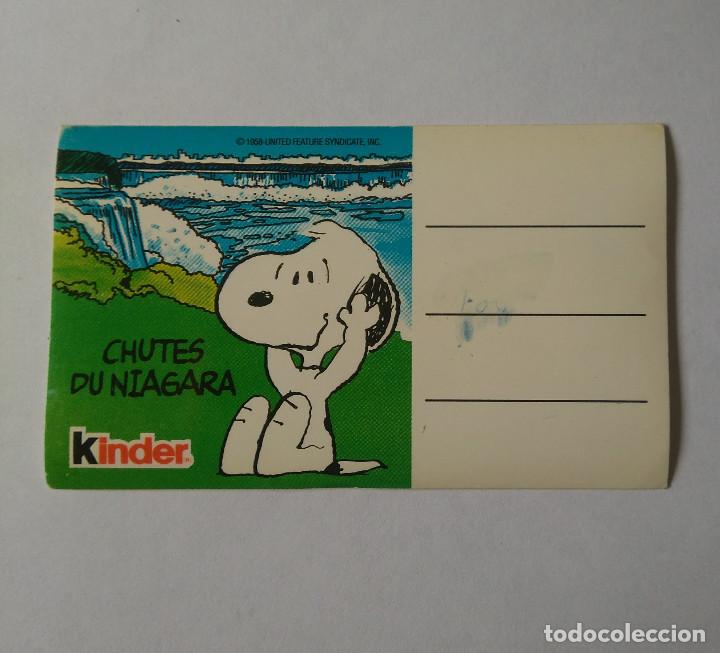 © 1958 UNITED FEATURE SYNDICATE, INC.
CHUTES
DU NIAGARA
kinder
todocoleccion